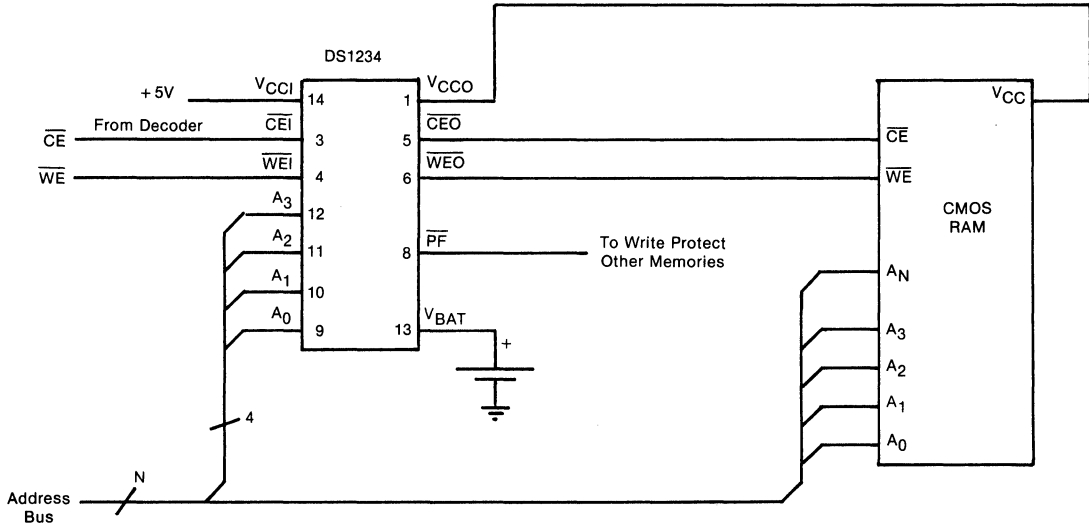 DS1234
+5V
VCCI
14
1
VCCO
CE
From Decoder
CEI
3
5
CEO
CE
WE
WEI
4
6
WEO
WE
A3
12
A2
11
A1
10
A0
9
8
PF
To Write Protect
Other Memories
13
VBAT
+
VCC
CMOS
RAM
AN
A3
A2
A1
A0
4
N
Address
Bus